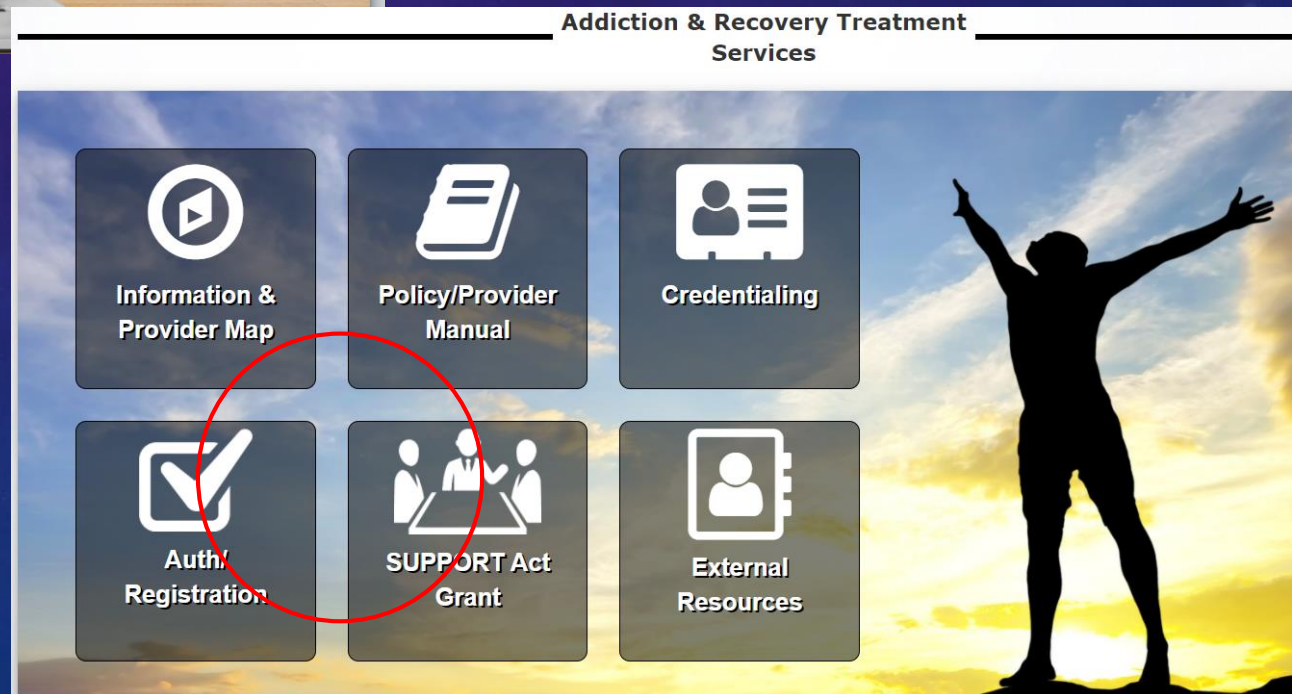 Addiction & Recovery Treatment
Services
Information &
Provider Map
Policy/Provider
Manual
Credentialing
Auth/
Registration
SUPPORT Act
Grant
External
Resources